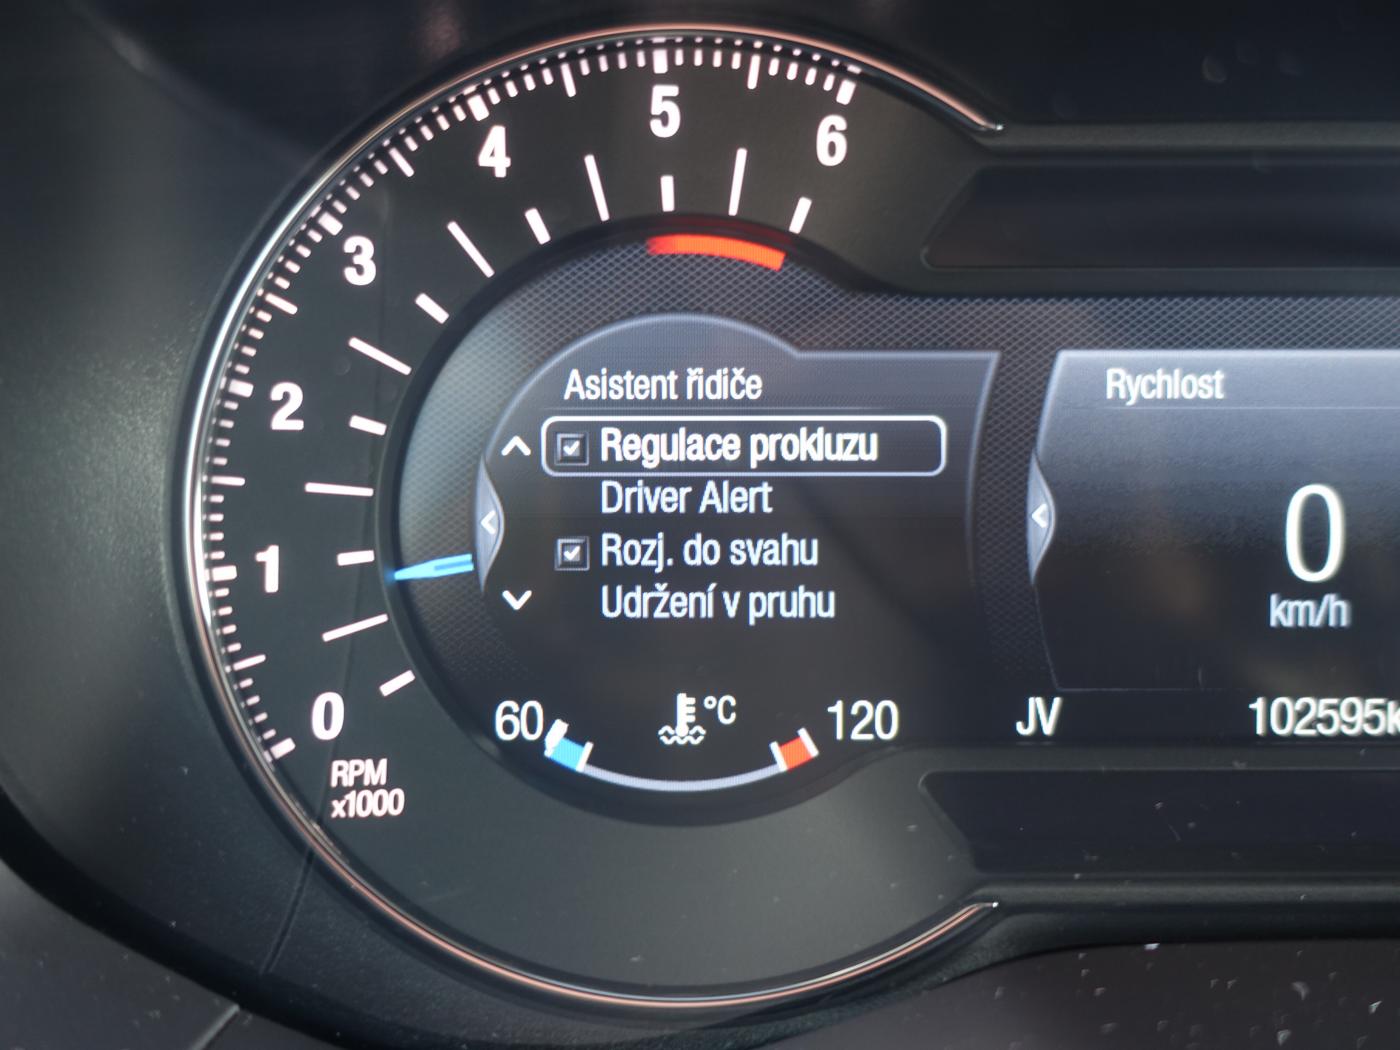 0
1
2
3
4
5
6
RPM
x1000
Asistent řidiče
Regulace prokluzu
Driver Alert
Rozj. do svahu
Udržení v pruhu
60
°C
120
Rychlost
0
km/h
JV
102595k